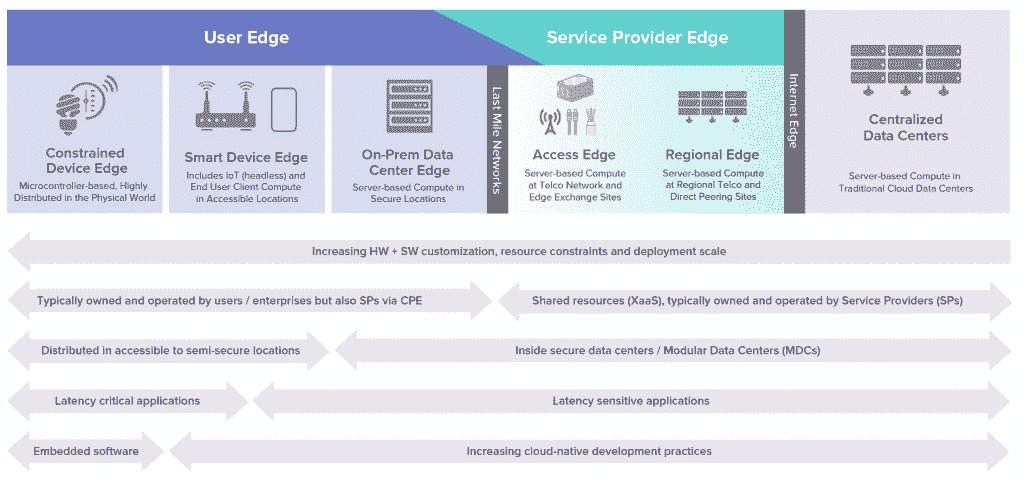 User Edge
Service Provider Edge
Constrained
Device Edge
Microcontroller-based, Highly
Distributed in the Physical World
Smart Device Edge
Includes IoT (headless) and
End User Client Compute
in Accessible Locations
On-Prem Data
Center Edge
Server-based Compute in
Secure Locations
Last Mile Networks
Access Edge
Server-based Compute
at Telco Network and
Edge Exchange Sites
Regional Edge
Server-based Compute
at Regional Telco and
Direct Peering Sites
Internet Edge
Centralized
Data Centers
Server-based Compute in
Traditional Cloud Data Centers
Increasing HW + SW customization, resource constraints and deployment scale
Typically owned and operated by users / enterprises but also SPs via CPE
Shared resources (XaaS), typically owned and operated by Service Providers (SPs)
Distributed in accessible to semi-secure locations
Inside secure data centers / Modular Data Centers (MDCs)
Latency critical applications
Latency sensitive applications
Embedded software
Increasing cloud-native development practices